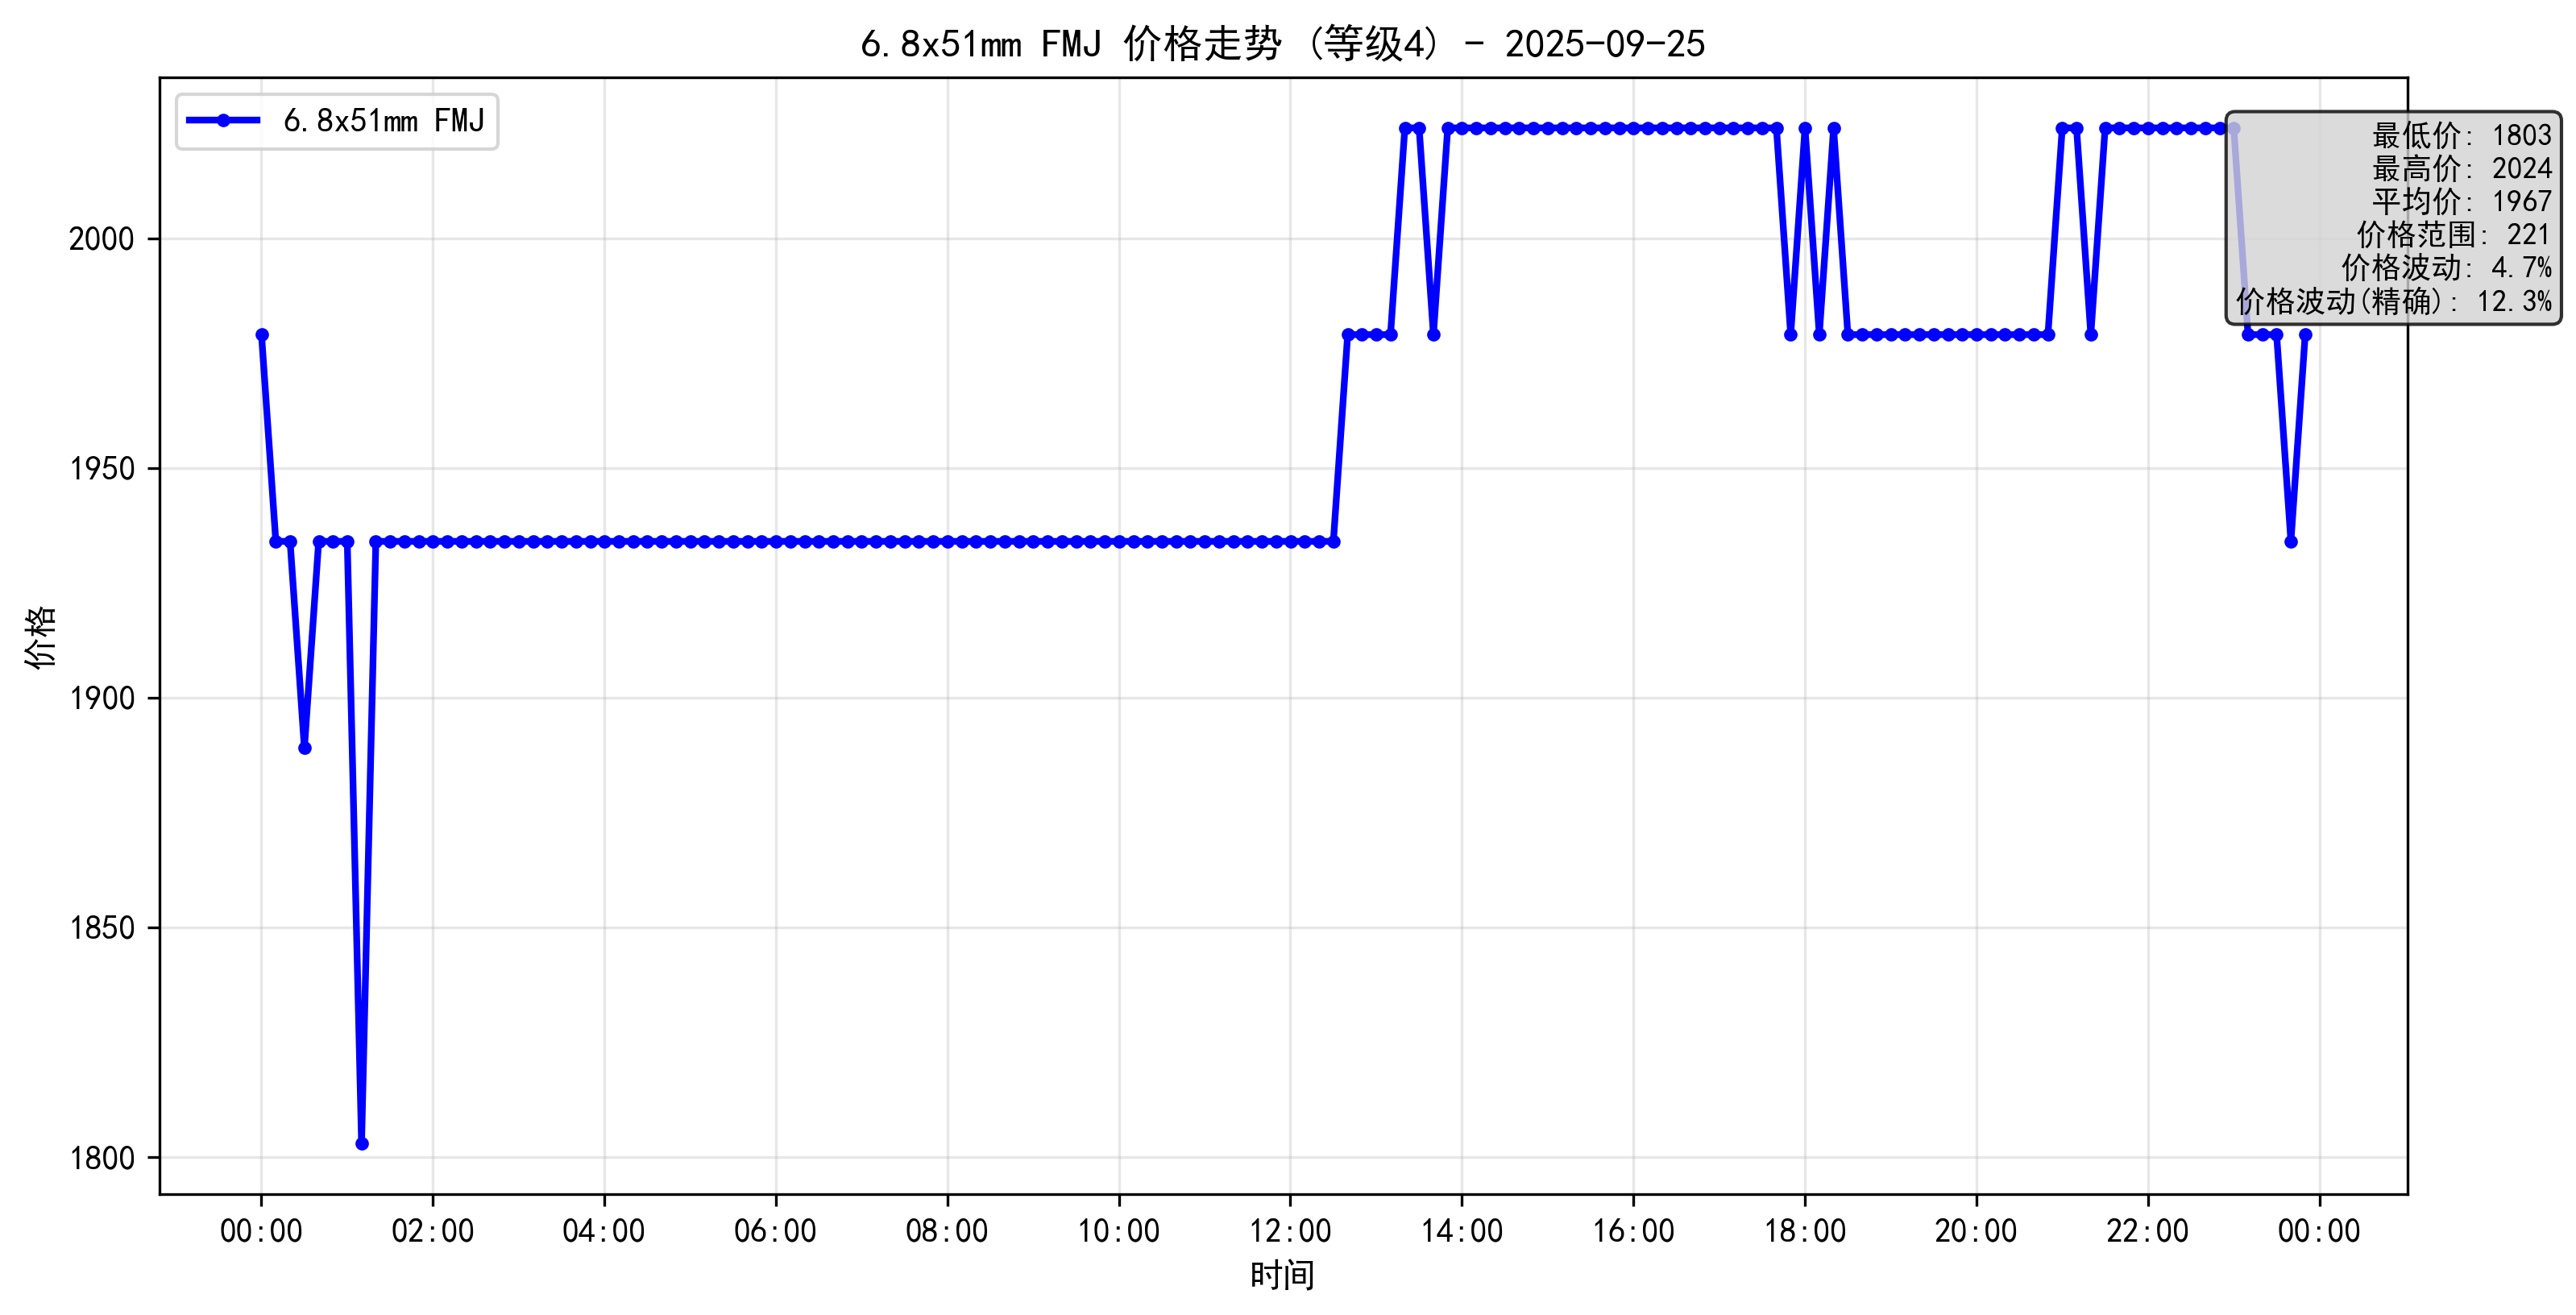 6.8x51mm FMJ 价格走势 (等级4) - 2025-09-25
6.8x51mm FMJ
最低价: 1803
最高价: 2024
平均价: 1967
价格范围: 221
价格波动: 4.7%
价格波动(精确): 12.3%
价格
2000
1950
1900
1850
1800
00:00 02:00 04:00 06:00 08:00 10:00 12:00 14:00 16:00 18:00 20:00 22:00 00:00
时间